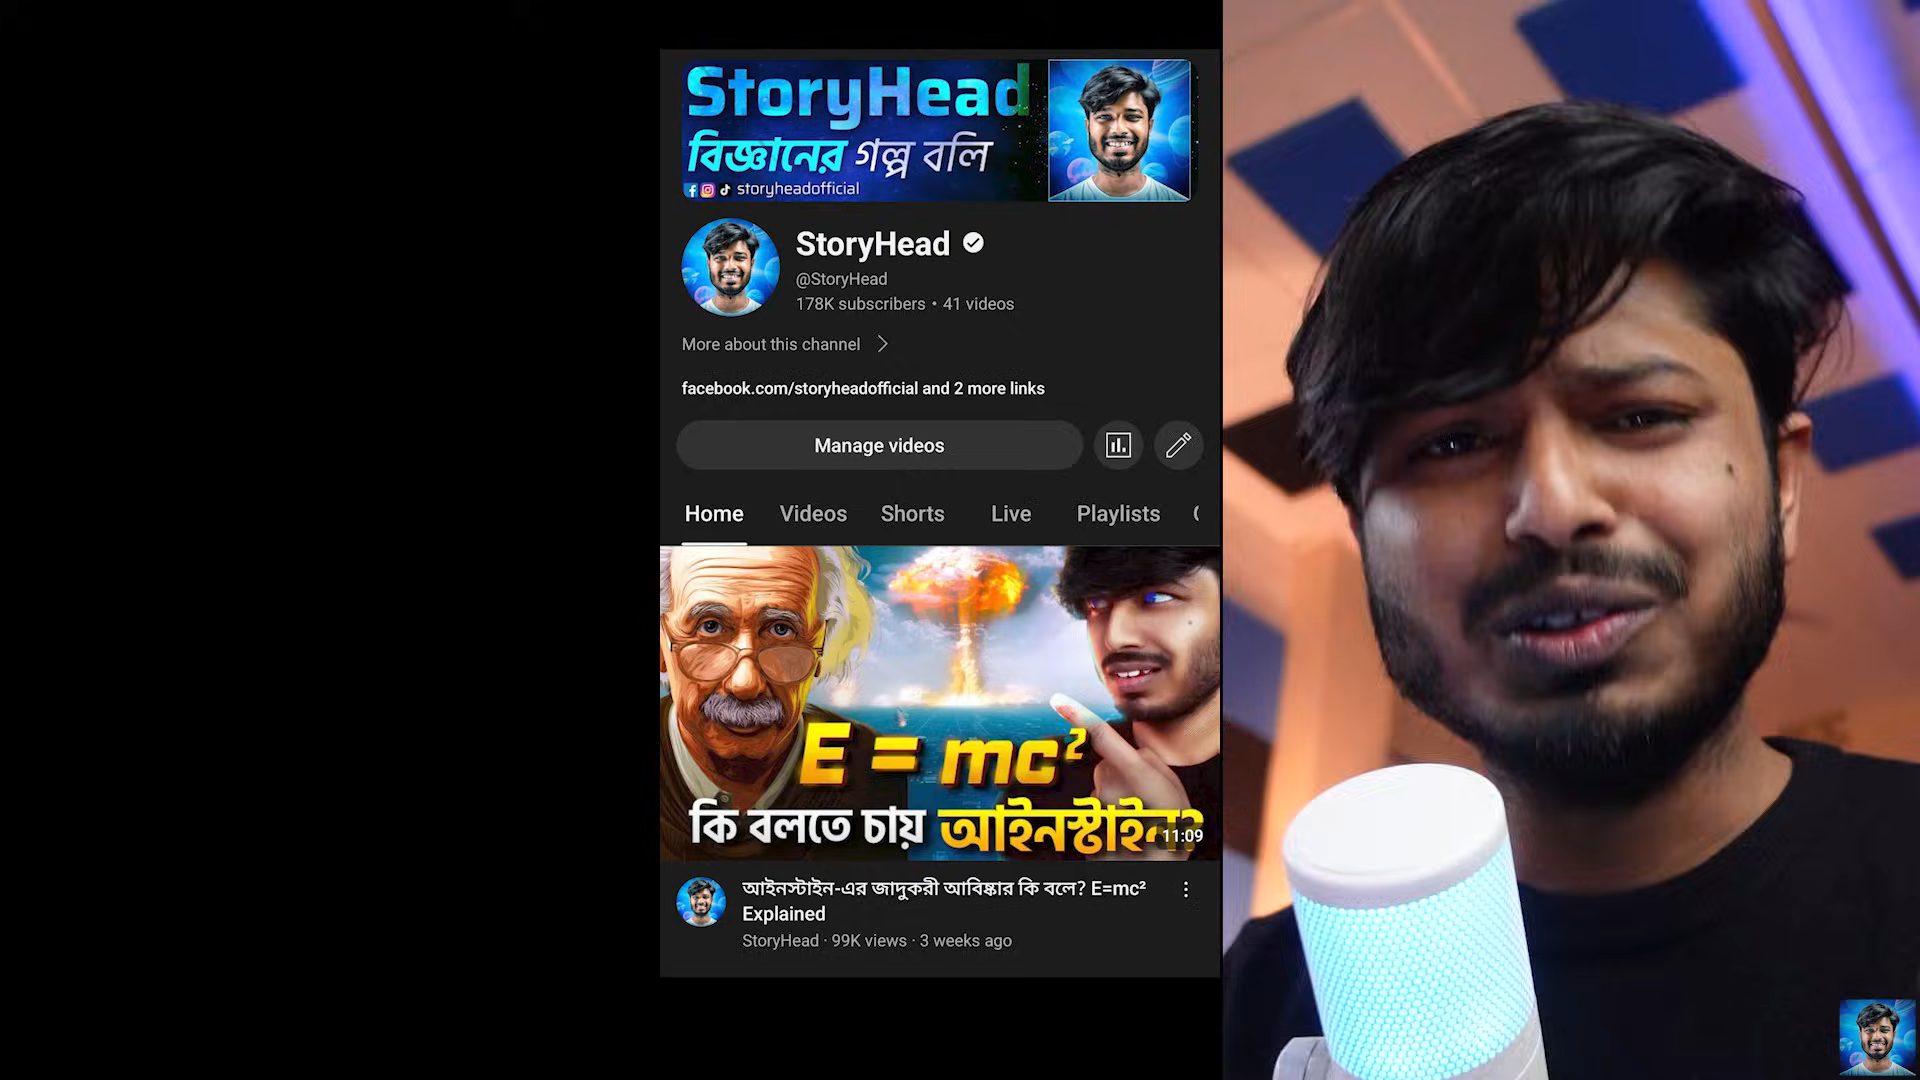 StoryHead
বিজ্ঞানের গল্প বলি
storyheadofficial
StoryHead
@StoryHead
178K subscribers • 41 videos
More about this channel
facebook.com/storyheadofficial and 2 more links
Manage videos
Home Videos Shorts Live Playlists
E = mc²
কি বলতে চায় আইনস্টাইন?
11:09
আইনস্টাইন-এর জাদুকরী আবিষ্কার কি বলে? E=mc²
Explained
StoryHead · 99K views · 3 weeks ago